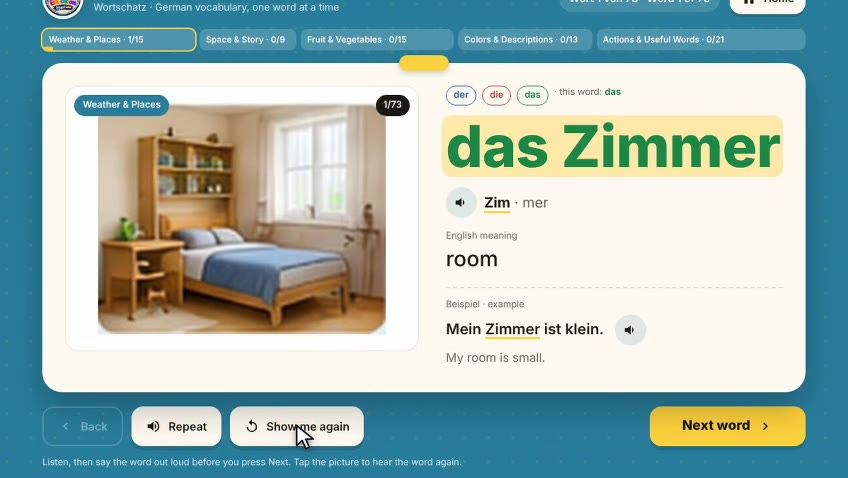 Wortschatz · German vocabulary, one word at a time
Home
Weather & Places · 1/15
Space & Story · 0/9
Fruit & Vegetables · 0/15
Colors & Descriptions · 0/13
Actions & Useful Words · 0/21
Weather & Places
1/73
der
die
das
· this word: das
das Zimmer
Zim · mer
English meaning
room
Beispiel · example
Mein Zimmer ist klein.
My room is small.
Back
Repeat
Show me again
Next word
Listen, then say the word out loud before you press Next. Tap the picture to hear the word again.